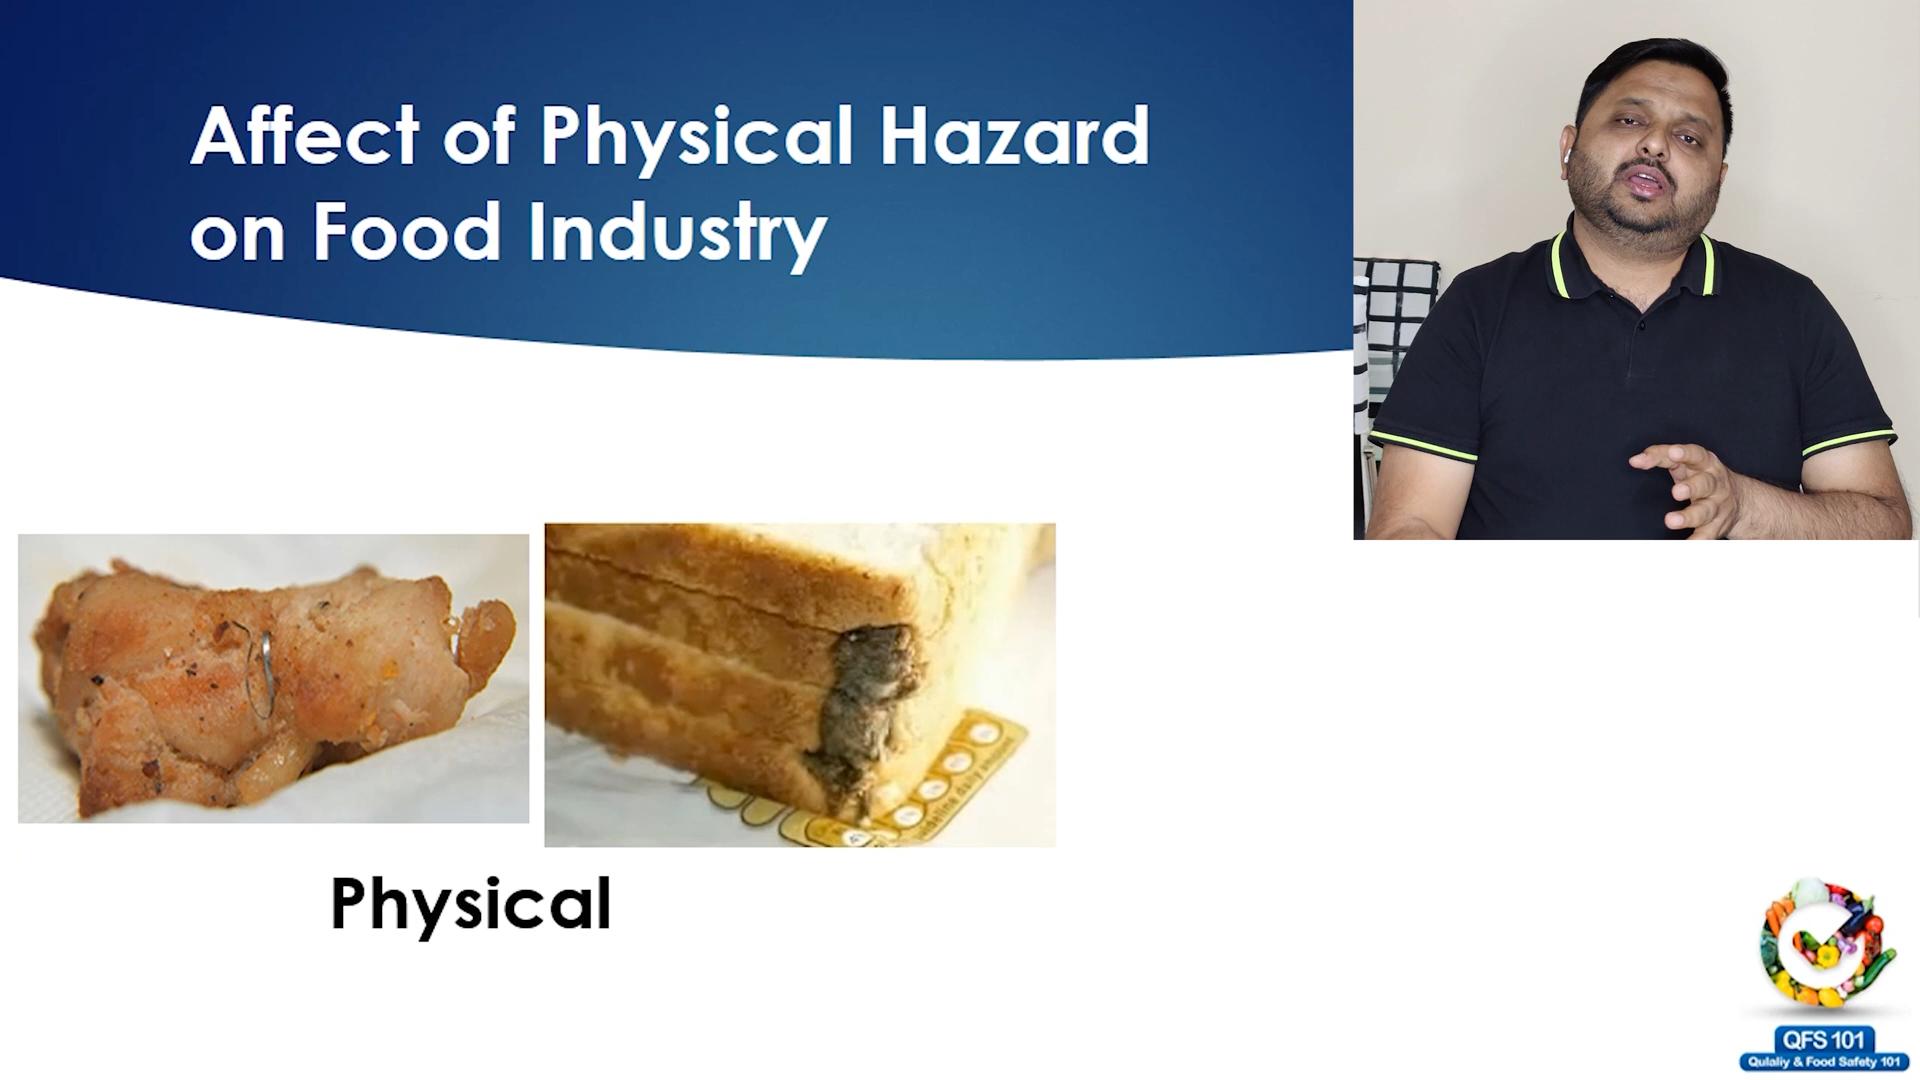 Affect of Physical Hazard
on Food Industry
Physical
QFS 101
Qulaliy & Food Safety 101